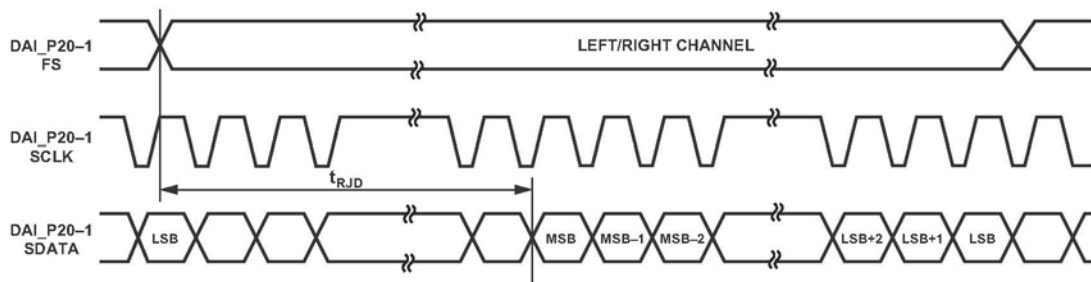 DAI_P20–1
FS
LEFT/RIGHT CHANNEL
DAI_P20–1
SCLK
tRJD
DAI_P20–1
SDATA
LSB
MSB
MSB–1
MSB–2
LSB+2
LSB+1
LSB